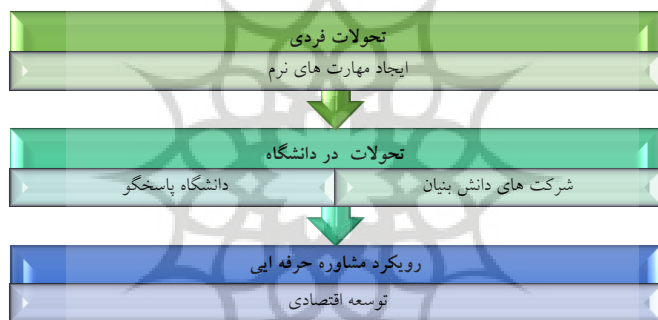 تحولات فردی
ایجاد مهارت های نرم
تحولات در دانشگاه
شرکت های دانش بنیان
دانشگاه پاسخگو
رویکرد مشاوره حرفه ایی
توسعه اقتصادی